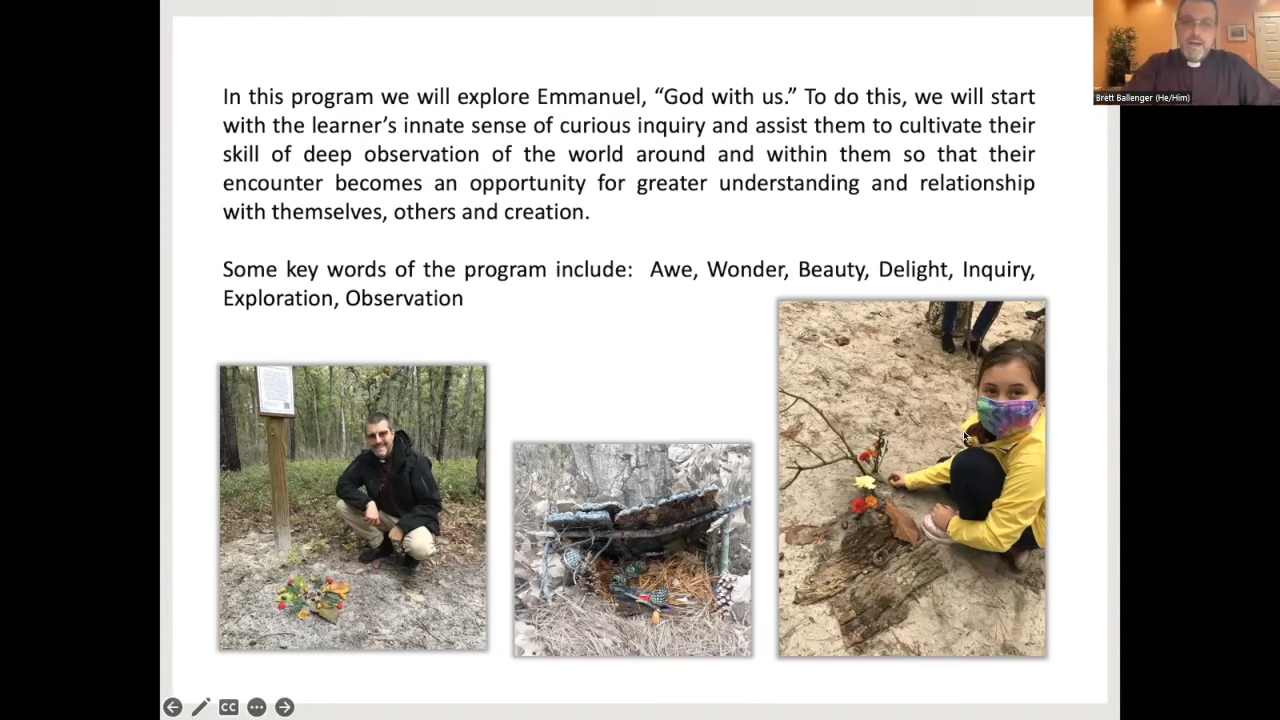 In this program we will explore Emmanuel, “God with us.” To do this, we will start
with the learner’s innate sense of curious inquiry and assist them to cultivate their
skill of deep observation of the world around and within them so that their
encounter becomes an opportunity for greater understanding and relationship
with themselves, others and creation.
Some key words of the program include: Awe, Wonder, Beauty, Delight, Inquiry,
Exploration, Observation
Brett Ballenger (He/Him)
CC